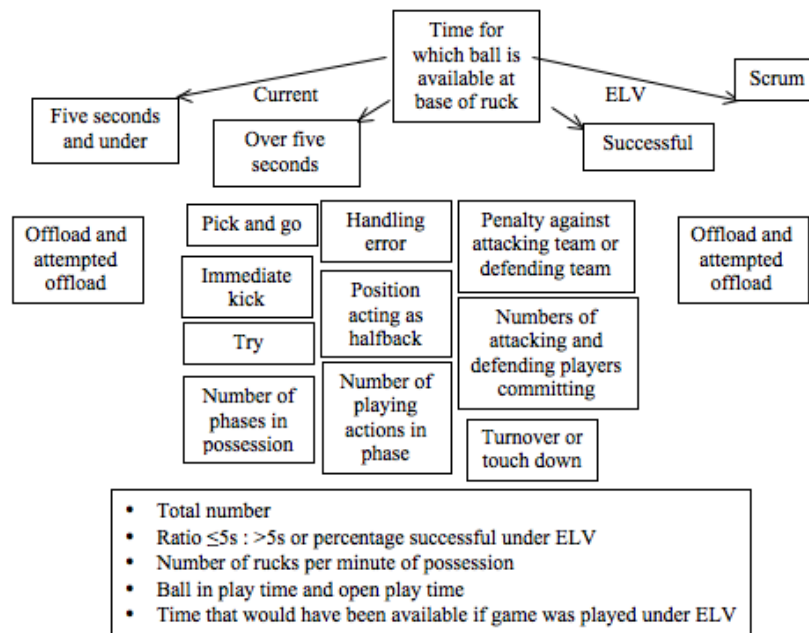 Time for
which ball is
available at
base of ruck
Scrum
Current
ELV
Five seconds
and under
Over five
seconds
Successful
Offload and
attempted
offload
Pick and go
Immediate
kick
Try
Number of
phases in
possession
Handling
error
Position
acting as
halfback
Number of
playing
actions in
phase
Penalty against
attacking team or
defending team
Numbers of
attacking and
defending players
committing
Turnover or
touch down
Offload and
attempted
offload
• Total number
• Ratio ≤5s : >5s or percentage successful under ELV
• Number of rucks per minute of possession
• Ball in play time and open play time
• Time that would have been available if game was played under ELV